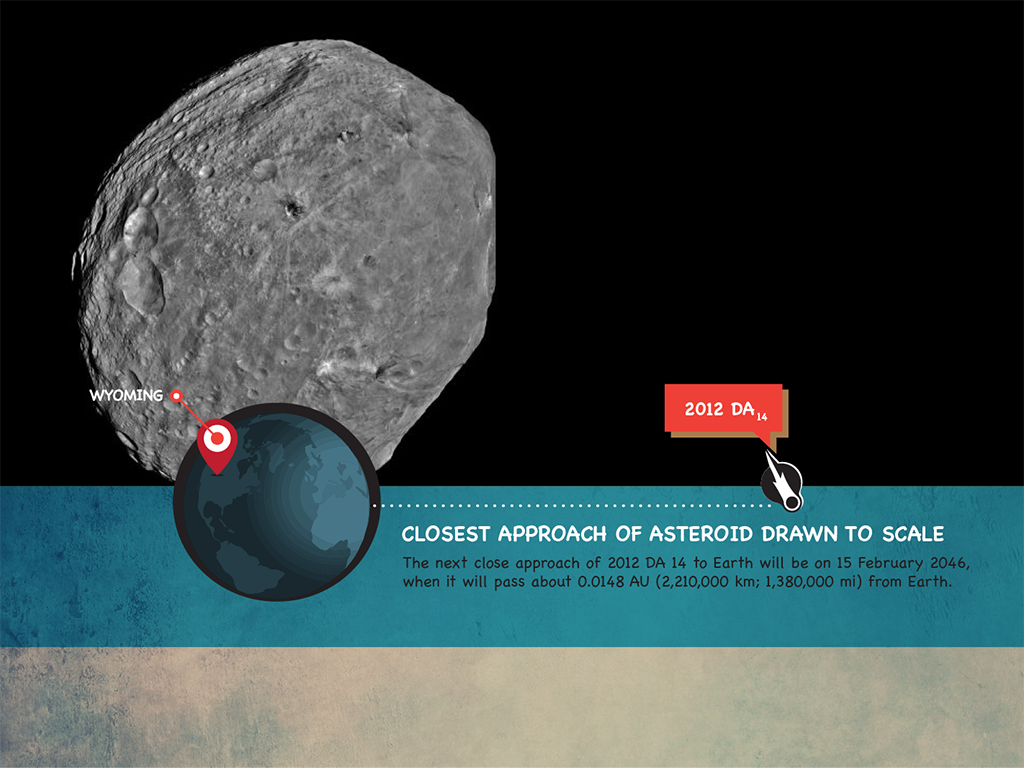 WYOMING
2012 DA14
CLOSEST APPROACH OF ASTEROID DRAWN TO SCALE
The next close approach of 2012 DA 14 to Earth will be on 15 February 2046,
when it will pass about 0.0148 AU (2,210,000 km; 1,380,000 mi) from Earth.